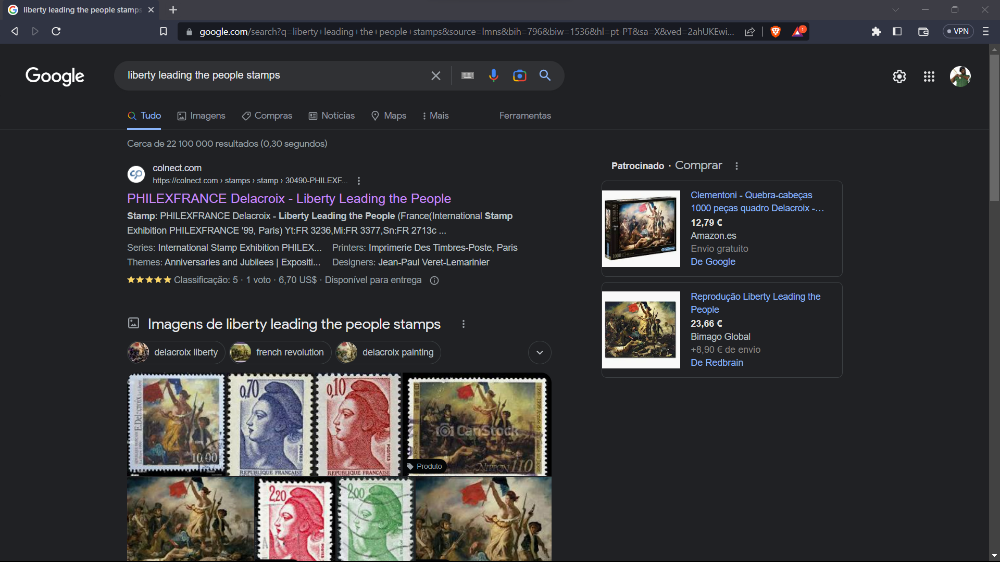 liberty leading the people stamps
google.com/search?q=liberty+leading+the+people+stamps&source=lmns&bih=796&biw=1536&hl=pt-PT&sa=X&ved=2ahUKEwi...
1
VPN
Google
liberty leading the people stamps
Tudo
Imagens
Compras
Notícias
Maps
Mais
Ferramentas
Cerca de 22 100 000 resultados (0,30 segundos)
colnect.com
https://colnect.com › stamps › stamp › 30490-PHILEXF...
PHILEXFRANCE Delacroix - Liberty Leading the People
Stamp: PHILEXFRANCE Delacroix - Liberty Leading the People (France(International Stamp
Exhibition PHILEXFRANCE '99, Paris) Yt:FR 3236,Mi:FR 3377,Sn:FR 2713c ...
Series: International Stamp Exhibition PHILEX...
Printers: Imprimerie Des Timbres-Poste, Paris
Themes: Anniversaries and Jubilees | Expositi...
Designers: Jean-Paul Veret-Lemarinier
Classificação: 5 · 1 voto · 6,70 US$ · Disponível para entrega
Imagens de liberty leading the people stamps
delacroix liberty
french revolution
delacroix painting
E.Delacroix
10,00
0,70
REPUBLIQUE FRANÇAISE
0,10
POSTES
REPUBLIQUE FRANÇAISE
CanStock
NIPPON 110
Produto
2,20
POSTES
2,00
Patrocinado · Comprar
Clementoni - Quebra-cabeças
1000 peças quadro Delacroix -...
12,79 €
Amazon.es
Envio gratuito
De Google
MUSEUM
1000
Clementoni
Reprodução Liberty Leading the
People
23,66 €
Bimago Global
+8,90 € de envio
De Redbrain